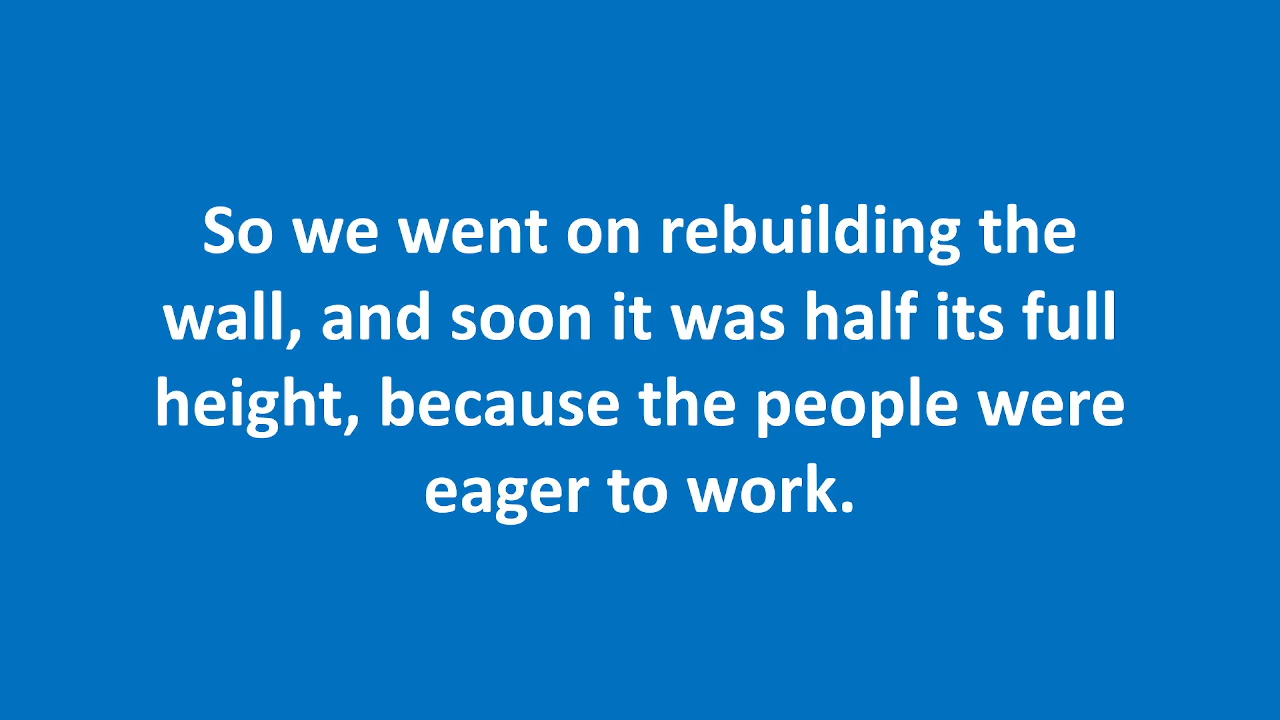 So we went on rebuilding the
wall, and soon it was half its full
height, because the people were
eager to work.